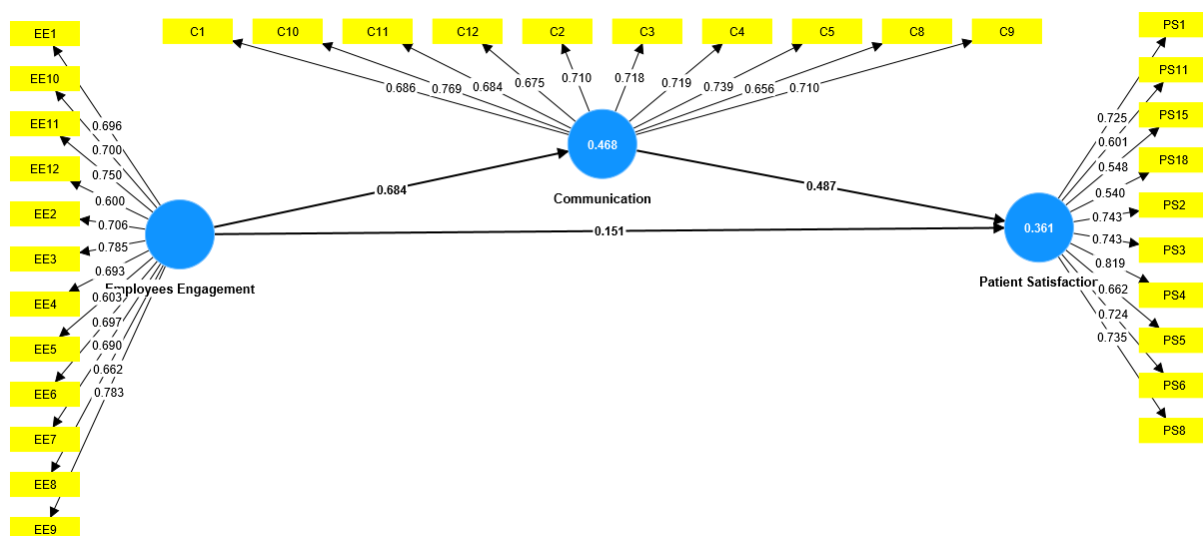 EE1
EE10
EE11
EE12
EE2
EE3
EE4
EE5
EE6
EE7
EE8
EE9
0.696
0.700
0.750
0.600
0.706
0.785
0.693
0.603
0.697
0.690
0.662
0.783
Employees Engagement
C1
C10
C11
C12
C2
C3
C4
C5
C8
C9
0.686
0.769
0.684
0.675
0.710
0.718
0.719
0.739
0.656
0.710
0.468
Communication
0.684
0.487
0.151
0.361
Patient Satisfaction
0.725
0.601
0.548
0.540
0.743
0.743
0.819
0.662
0.724
0.735
PS1
PS11
PS15
PS18
PS2
PS3
PS4
PS5
PS6
PS8